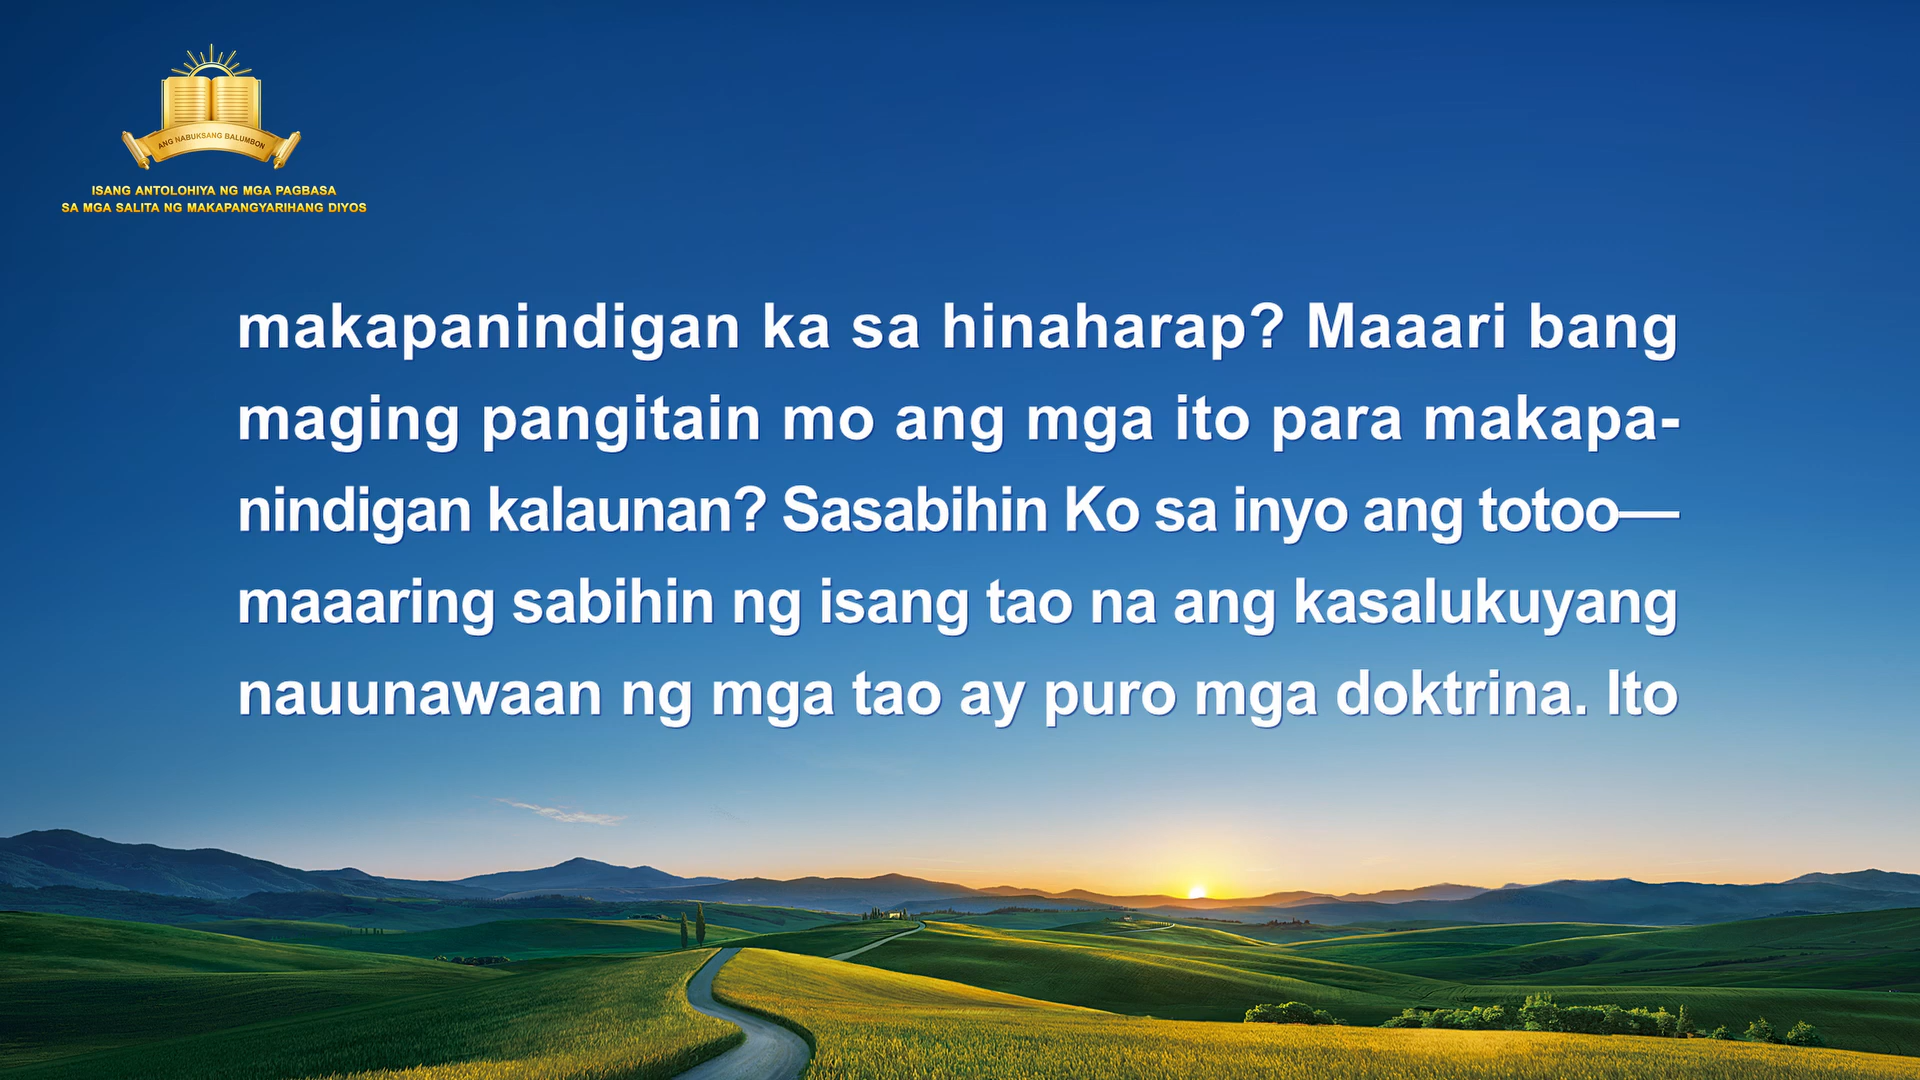 ANG NABUKSANG BALUMBON
ISANG ANTOLOHIYA NG MGA PAGBASA
SA MGA SALITA NG MAKAPANGYARIHANG DIYOS
makapanindigan ka sa hinaharap? Maaari bang
maging pangitain mo ang mga ito para makapa-
nindigan kalaunan? Sasabihin Ko sa inyo ang totoo—
maaaring sabihin ng isang tao na ang kasalukuyang
nauunawaan ng mga tao ay puro mga doktrina. Ito